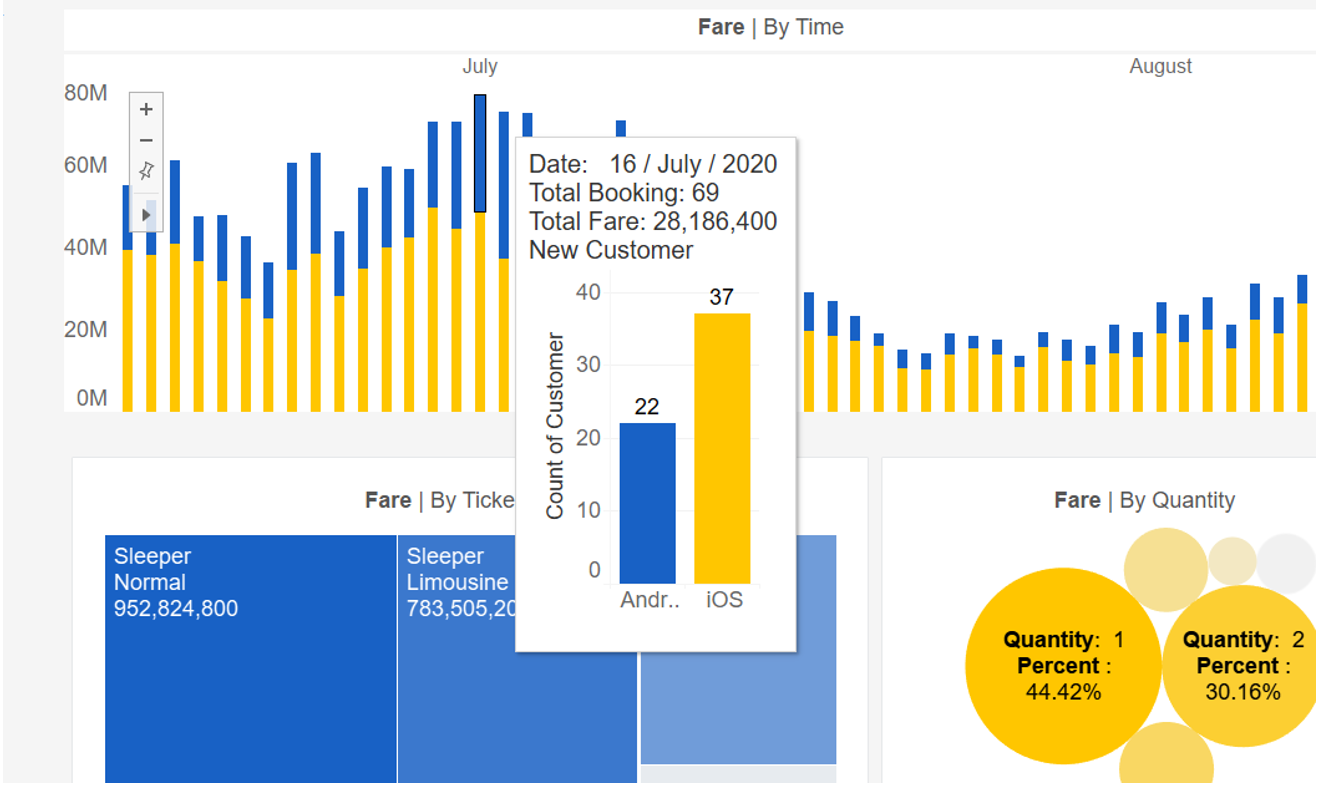 Fare | By Time
July
August
80M
60M
40M
20M
0M
Date: 16 / July / 2020
Total Booking: 69
Total Fare: 28,186,400
New Customer
Count of Customer
40
30
20
10
0
22
37
Andr..
iOS
Fare | By Ticke
Sleeper
Normal
952,824,800
Sleeper
Limousine
783,505,20
Fare | By Quantity
Quantity: 1
Percent :
44.42%
Quantity: 2
Percent :
30.16%